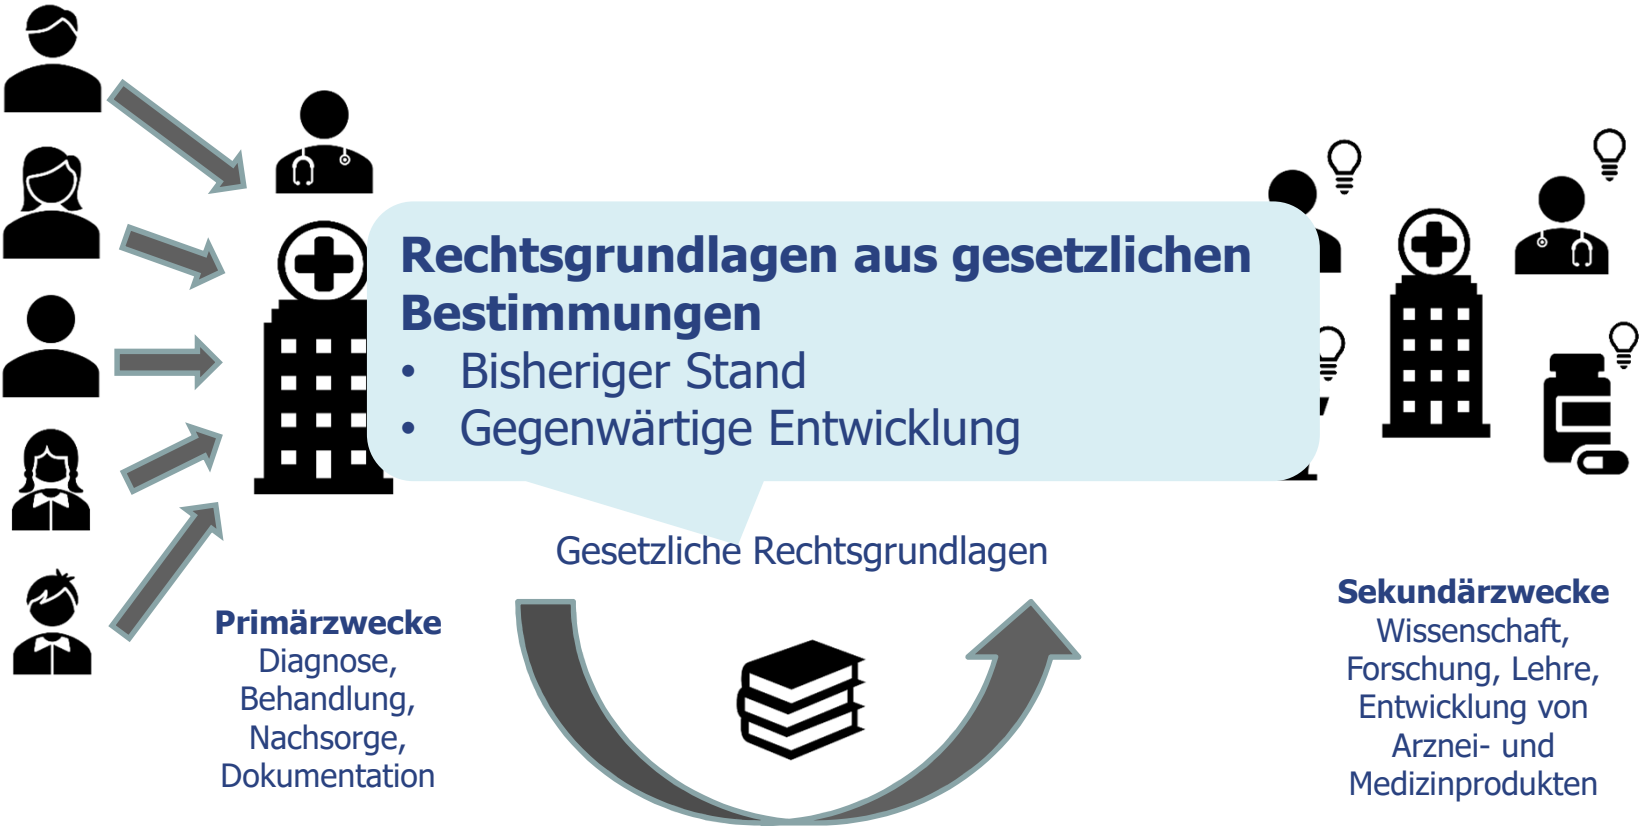 Rechtsgrundlagen aus gesetzlichen
Bestimmungen
• Bisheriger Stand
• Gegenwärtige Entwicklung
Gesetzliche Rechtsgrundlagen
Primärzwecke
Diagnose,
Behandlung,
Nachsorge,
Dokumentation
Sekundärzwecke
Wissenschaft,
Forschung, Lehre,
Entwicklung von
Arznei- und
Medizinprodukten